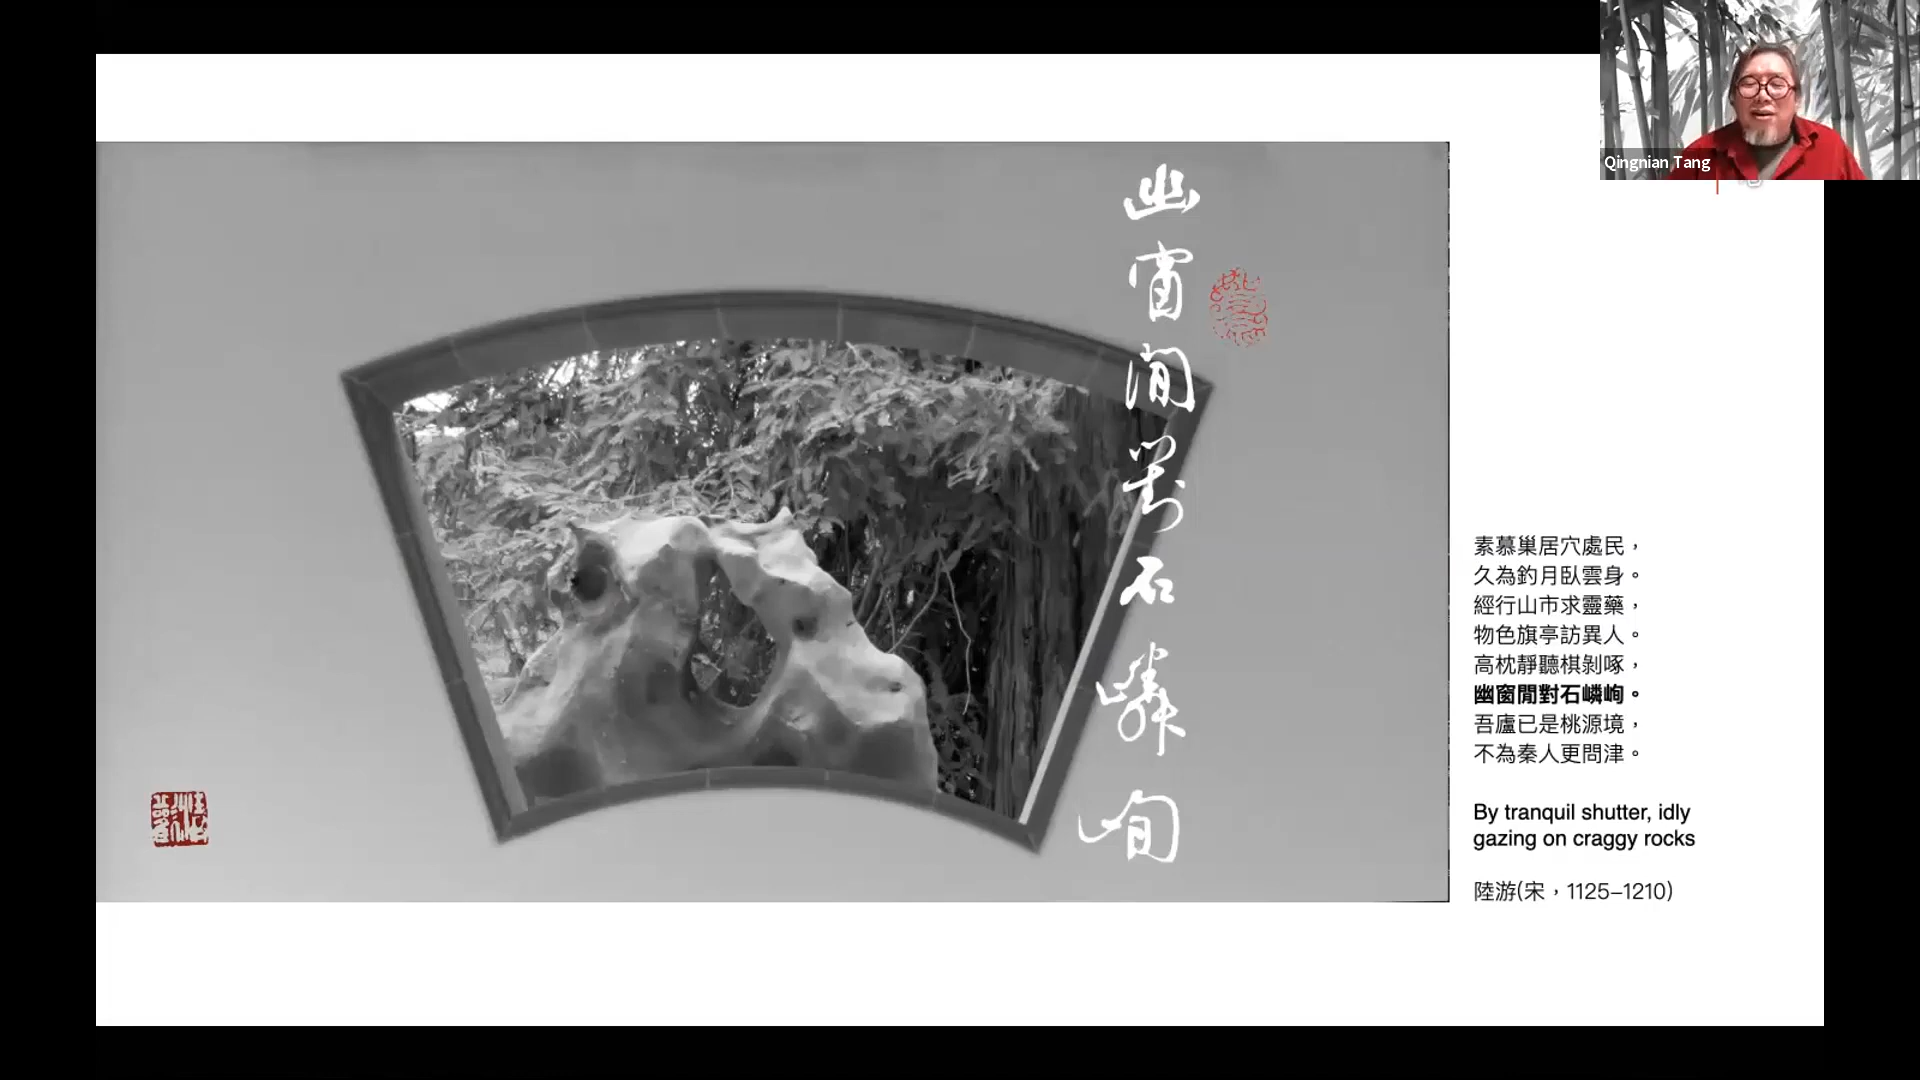 Qingnian Tang
幽窗閒對石嶙峋
素慕巢居穴處民，
久為釣月臥雲身。
經行山市求靈藥，
物色旗亭訪異人。
高枕靜聽棋剝啄，
幽窗閒對石嶙峋。
吾廬已是桃源境，
不為秦人更問津。
By tranquil shutter, idly
gazing on craggy rocks
陸游(宋，1125–1210)